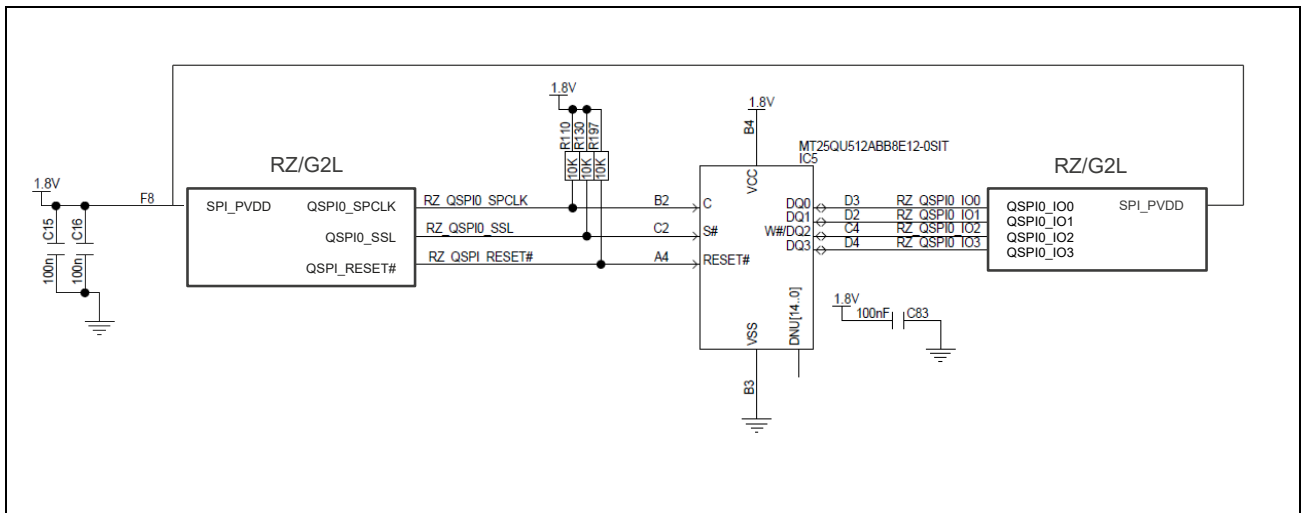 1.8V
R110
R130
R197
10K
10K
10K
1.8V
B4
MT25QU512ABB8E12-0SIT
IC5
RZ/G2L
RZ/G2L
1.8V
F8
C15
C16
100n
100n
SPI_PVDD
QSPI0_SPCLK
QSPI0_SSL
QSPI_RESET#
RZ_QSPI0_SPCLK
RZ_QSPI0_SSL
RZ_QSPI_RESET#
B2
C2
A4
VCC
C
S#
RESET#
DQ0
DQ1
W#/DQ2
DQ3
VSS
DNU[14..0]
D3
D2
C4
D4
RZ_QSPI0_IO0
RZ_QSPI0_IO1
RZ_QSPI0_IO2
RZ_QSPI0_IO3
QSPI0_IO0
QSPI0_IO1
QSPI0_IO2
QSPI0_IO3
SPI_PVDD
1.8V
100nF
C83
B3